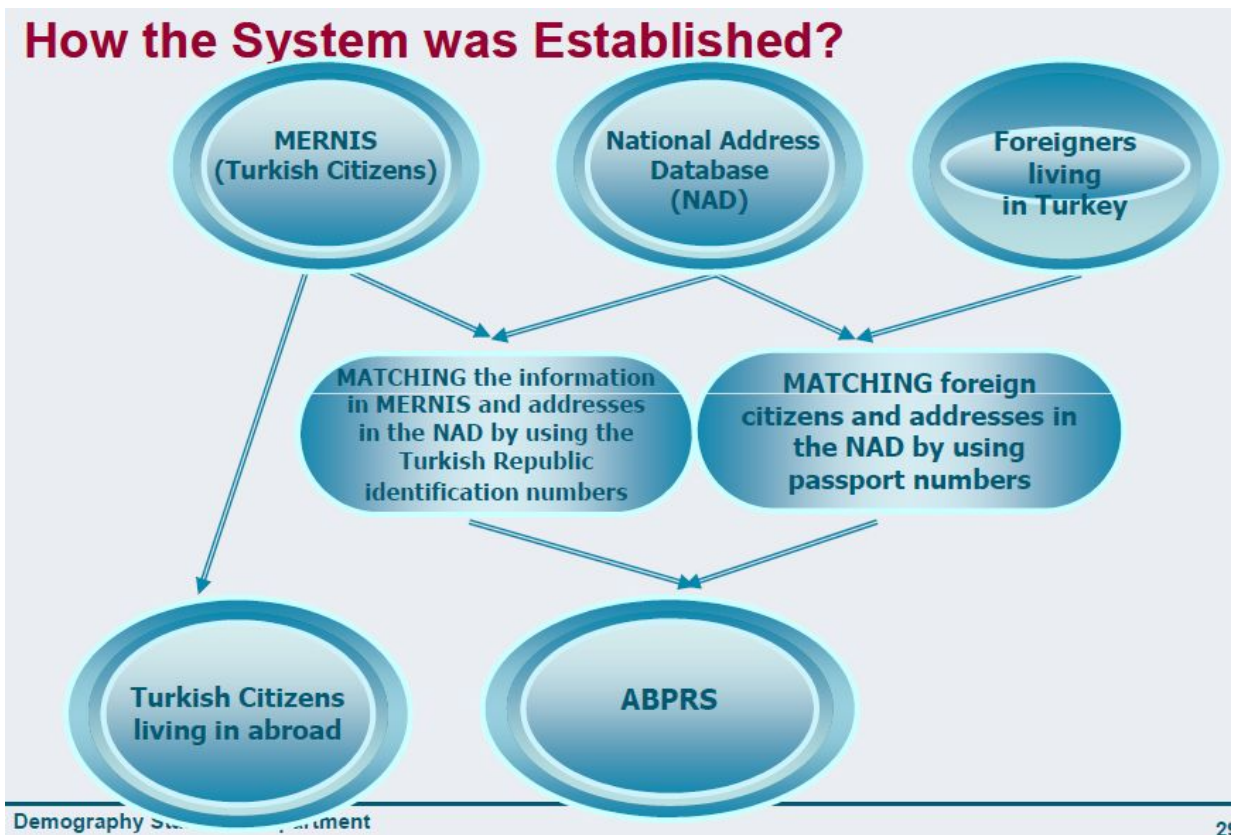 How the System was Established?
MERNIS
(Turkish Citizens)
National Address
Database
(NAD)
Foreigners
living
in Turkey
MATCHING the information
in MERNIS and addresses
in the NAD by using the
Turkish Republic
identification numbers
MATCHING foreign
citizens and addresses in
the NAD by using
passport numbers
Turkish Citizens
living in abroad
ABPRS
Demography